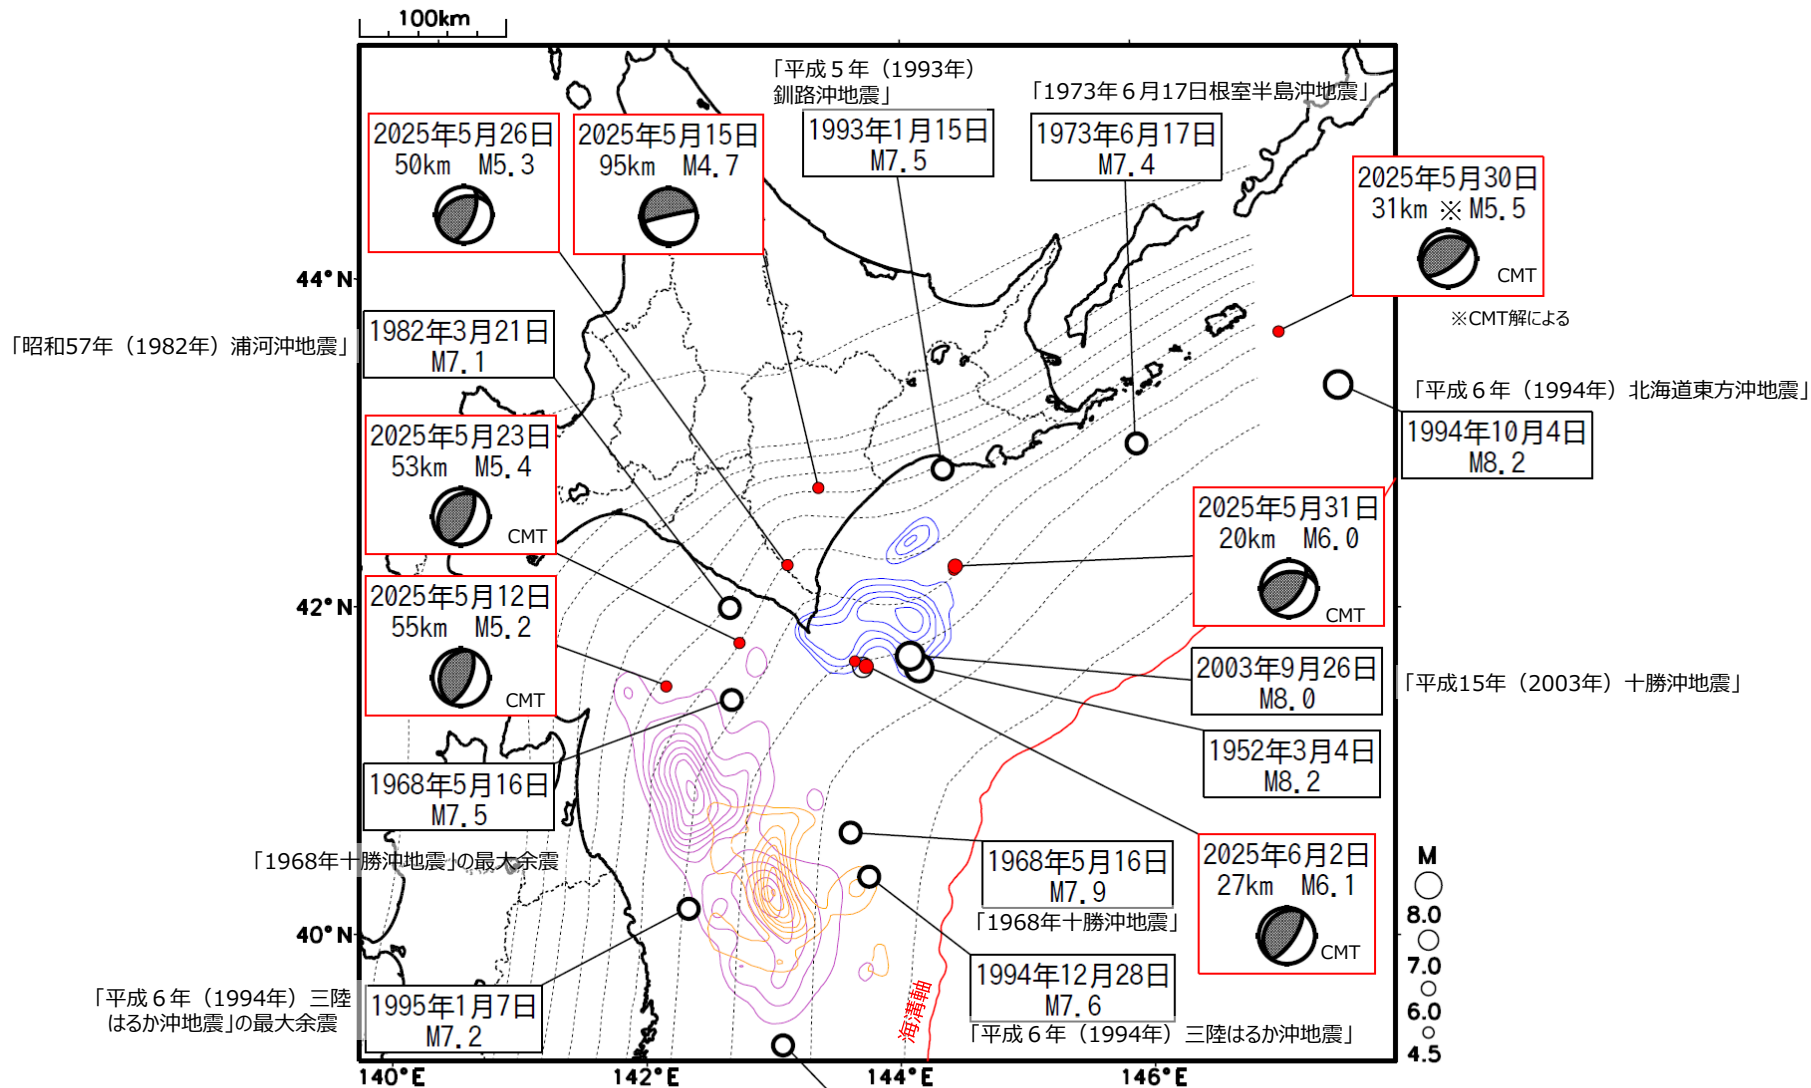 100km
「平成５年（1993年）
釧路沖地震」
「1973年６月17日根室半島沖地震」
2025年5月26日
50km M5.3
2025年5月15日
95km M4.7
1993年1月15日
M7.5
1973年6月17日
M7.4
2025年5月30日
31km ※ M5.5
CMT
※CMT解による
44°N
「昭和57年（1982年）浦河沖地震」
1982年3月21日
M7.1
「平成６年（1994年）北海道東方沖地震」
1994年10月4日
M8.2
2025年5月23日
53km M5.4
CMT
2025年5月31日
20km M6.0
CMT
42°N
2025年5月12日
55km M5.2
CMT
2003年9月26日
M8.0
「平成15年（2003年）十勝沖地震」
1952年3月4日
M8.2
1968年5月16日
M7.5
「1968年十勝沖地震」の最大余震
1968年5月16日
M7.9
「1968年十勝沖地震」
2025年6月2日
27km M6.1
CMT
40°N
1994年12月28日
M7.6
「平成６年（1994年）三陸はるか沖地震」
「平成６年（1994年）三陸
はるか沖地震」の最大余震
1995年1月7日
M7.2
海溝軸
M
8.0
7.0
6.0
4.5
140°E
142°E
144°E
146°E